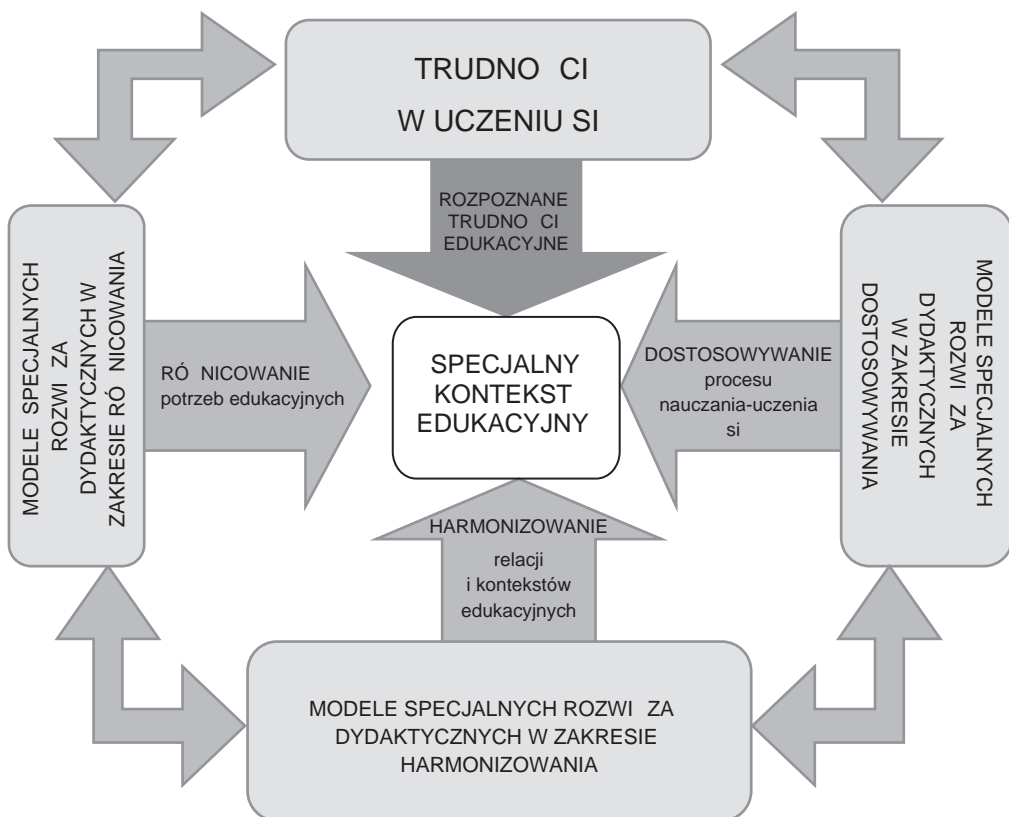 TRUDNO CI
W UCZENIU SI
ROZPOZNANE
TRUDNO CI
EDUKACYJNE
MODELE SPECJALNYCH
ROZWI ZA
DYDAKTYCZNYCH W
ZAKRESIE RÓ NICOWANIA
RÓ NICOWANIE
potrzeb edukacyjnych
SPECJALNY
KONTEKST
EDUKACYJNY
DOSTOSOWYWANIE
procesu
nauczania-uczenia
si
MODELE SPECJALNYCH
ROZWI ZA
DYDAKTYCZNYCH
W ZAKRESIE
DOSTOSOWYWANIA
HARMONIZOWANIE
relacji
i kontekstów
edukacyjnych
MODELE SPECJALNYCH ROZWI ZA
DYDAKTYCZNYCH W ZAKRESIE
HARMONIZOWANIA